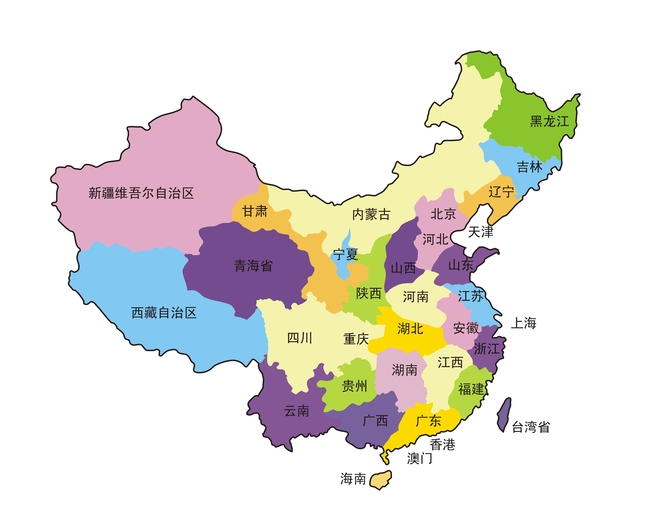 黑龙江
吉林
辽宁
新疆维吾尔自治区
甘肃
内蒙古
北京
天津
河北
宁夏
青海省
山西
山东
陕西
河南
江苏
西藏自治区
上海
四川
重庆
湖北
安徽
浙江
湖南
江西
贵州
福建
云南
广西
广东
台湾省
香港
澳门
海南